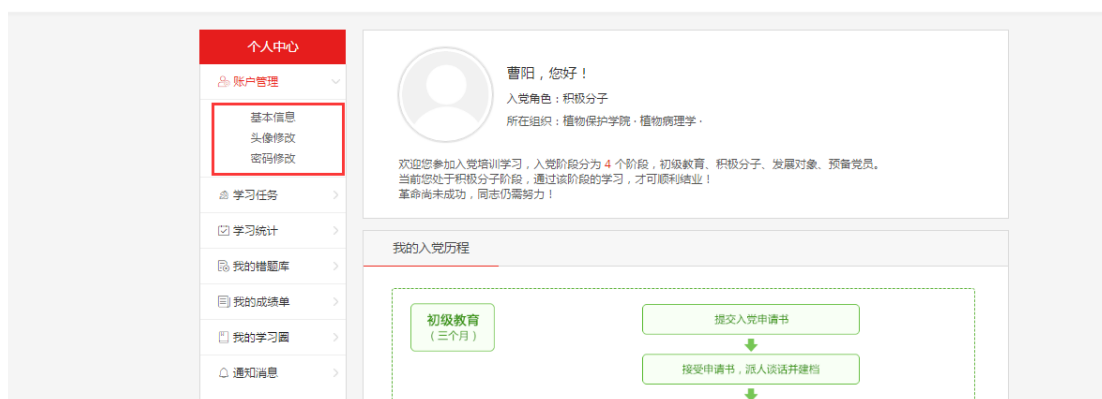 个人中心
账户管理
基本信息
头像修改
密码修改
学习任务
学习统计
我的错题库
我的成绩单
我的学习圈
通知消息
曹阳，您好！
入党角色：积极分子
所在组织：植物保护学院·植物病理学·
欢迎您参加入党培训学习，入党阶段分为 4 个阶段，初级教育、积极分子、发展对象、预备党员。
当前您处于积极分子阶段，通过该阶段的学习，才可顺利结业！
革命尚未成功，同志仍需努力！
我的入党历程
初级教育
（三个月）
提交入党申请书
接受申请书，派人谈话并建档